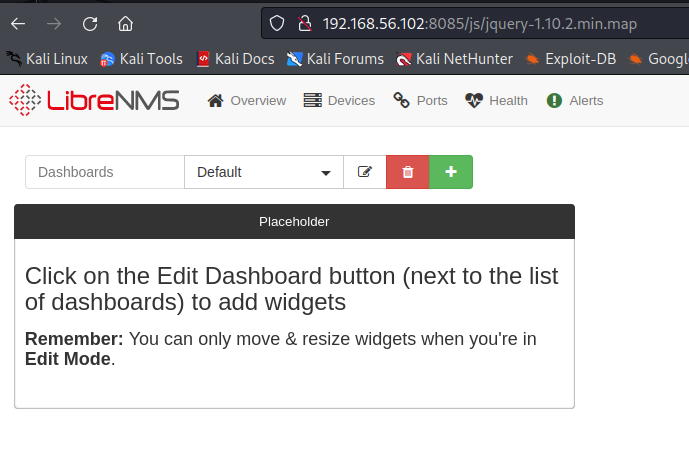 192.168.56.102:8085/js/jquery-1.10.2.min.map
Kali Linux Kali Tools Kali Docs Kali Forums Kali NetHunter Exploit-DB Google
LibreNMS Overview Devices Ports Health Alerts
Dashboards Default
Placeholder
Click on the Edit Dashboard button (next to the list
of dashboards) to add widgets
Remember: You can only move & resize widgets when you're in
Edit Mode.